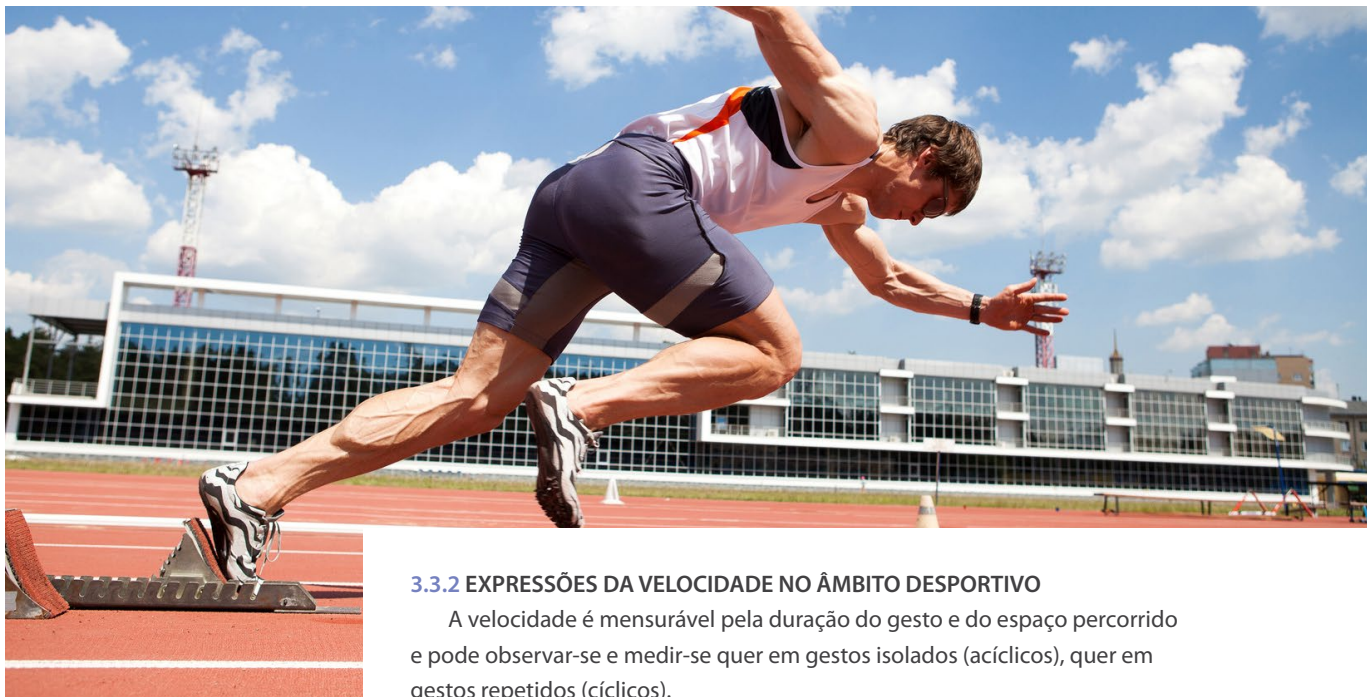 3.3.2 EXPRESSÕES DA VELOCIDADE NO ÂMBITO DESPORTIVO
A velocidade é mensurável pela duração do gesto e do espaço percorrido
e pode observar-se e medir-se quer em gestos isolados (acíclicos), quer em
gestos repetidos (cíclicos).